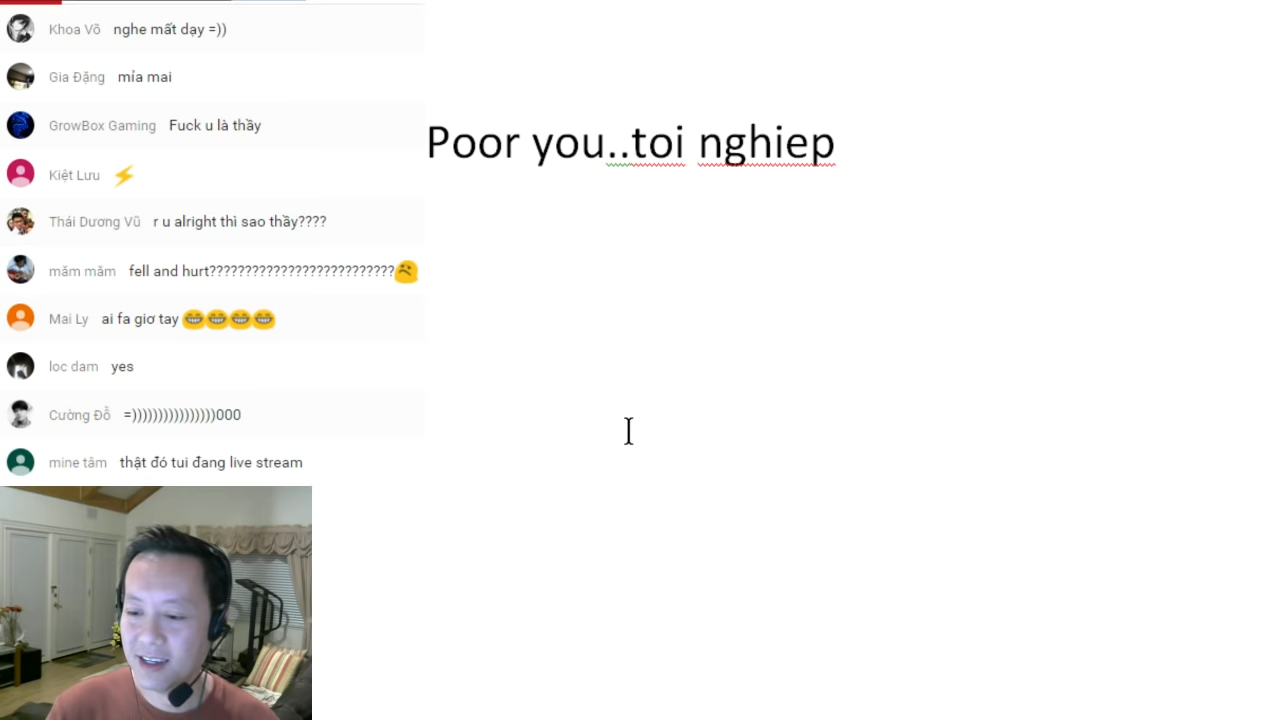 Khoa Võ nghe mất dạy =))
Gia Đặng mỉa mai
GrowBox Gaming Fuck u là thầy
Kiệt Lưu ⚡
Thái Dương Vũ r u alright thì sao thầy????
măm măm fell and hurt??????????????????????????
Mai Ly ai fa giơ tay 😂😂😂😂
loc dam yes
Cường Đỗ =))))))))))))))))000
mine tâm thật đó tui đang live stream
Poor you..toi nghiep